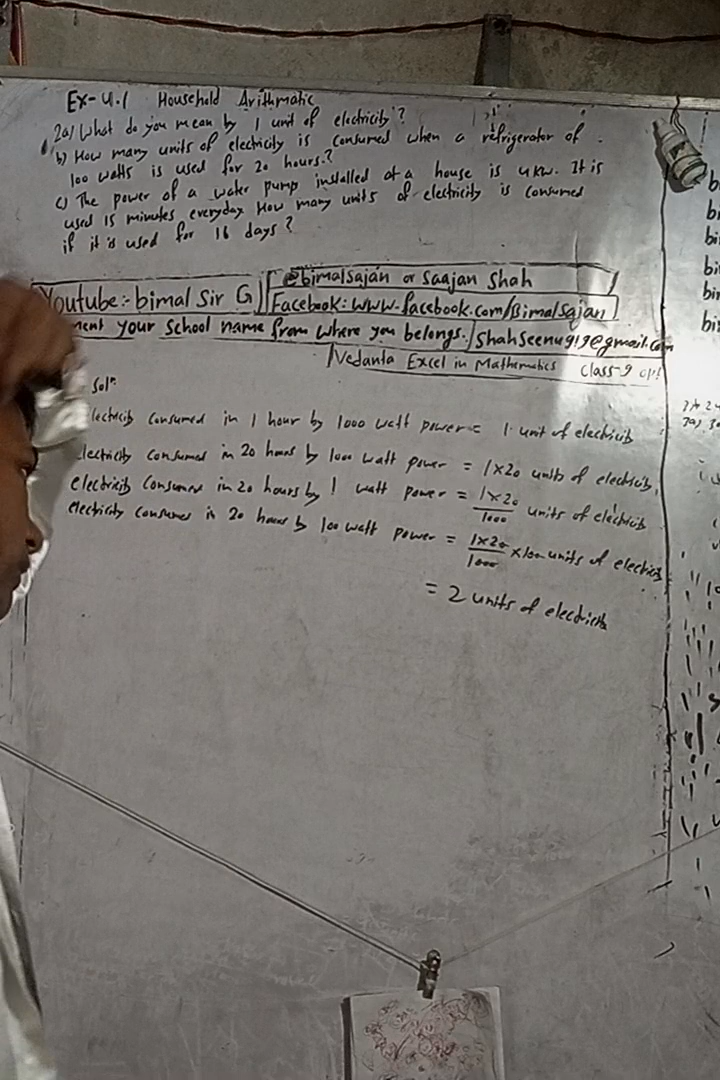 Ex-4.1 Household Arithmatic
2a) What do you mean by 1 unit of electricity?
b) How many units of electricity is consumed when a refrigerator of
100 watts is used for 20 hours?
c) The power of a water pump installed at a house is 4 kw. It is
used 15 minutes everyday. How many units of electricity is consumed
if it is used for 16 days?
@bimalsajan or Saajan Shah
Youtube:- bimal Sir G
Facebook: www.facebook.com/Bimalsajan
ment your School name from where you belongs. / Shahseenu919@gmail.com
Vedanta Excel in Mathematics class-9 opt
Solⁿ
lectricity consumed in 1 hour by 1000 watt power = 1 unit of electricity
electricity consumed in 20 hours by 1000 watt power = 1×20 units of electricity,
electricity consumed in 20 hours by 1 watt power = 1×20/1000 units of electricity
electricity consumed in 20 hours by 100 watt power = 1×20/1000 ×100 units of electricity
= 2 units of electricity